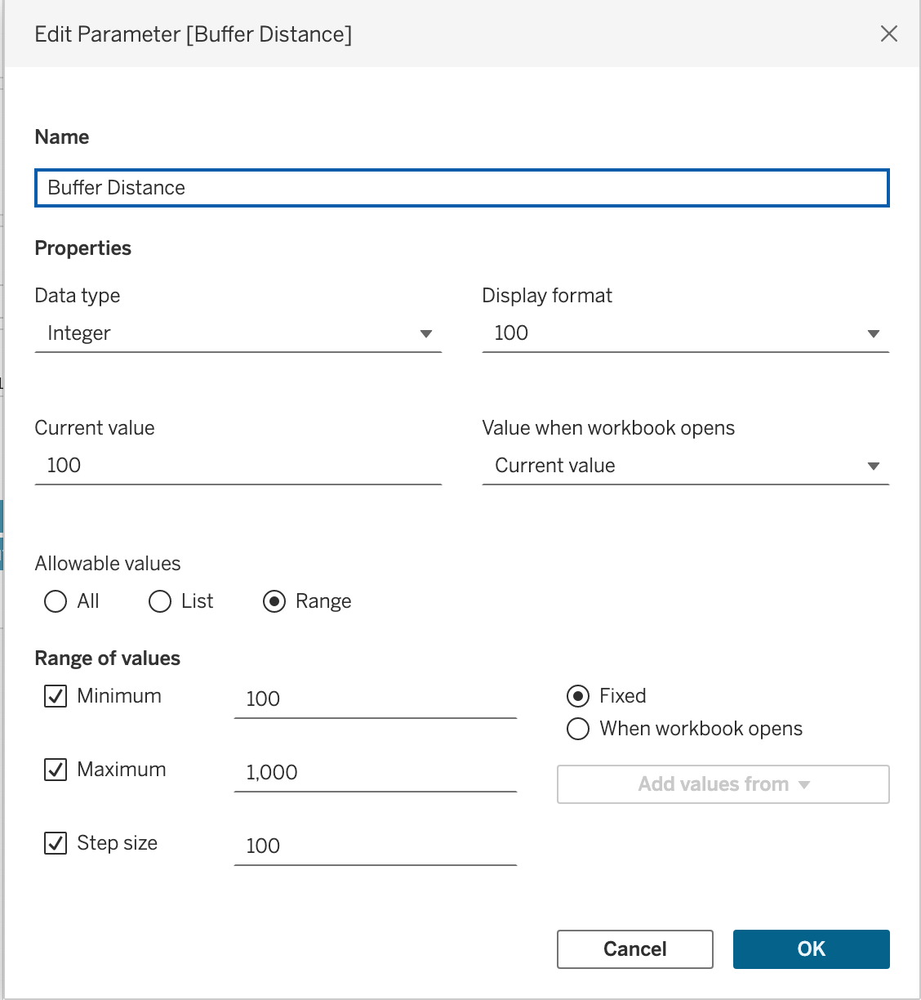 Edit Parameter [Buffer Distance]
Name
Buffer Distance
Properties
Data type
Display format
Integer
100
Current value
Value when workbook opens
100
Current value
Allowable values
All List Range
Range of values
Minimum 100 Fixed
When workbook opens
Maximum 1,000
Add values from
Step size 100
Cancel OK